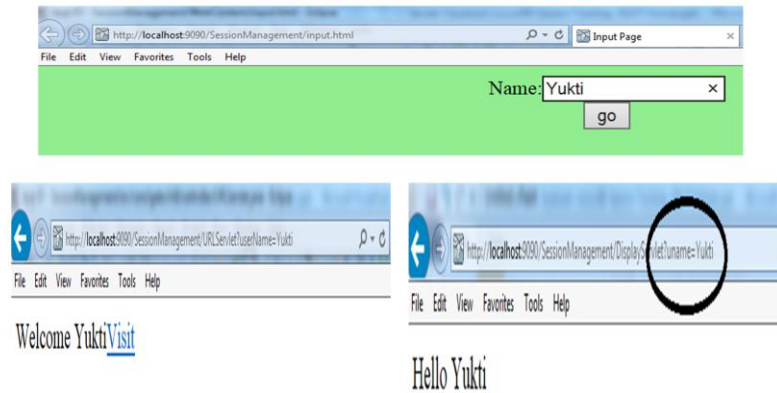 http://localhost:9090/SessionManagement/input.html
Input Page
File Edit View Favorites Tools Help
Name: Yukti
go
http://localhost:9090/SessionManagement/URLServlet?userName=Yukti
File Edit View Favorites Tools Help
Welcome YuktiVisit
http://localhost:9090/SessionManagement/DisplayServlet?uname=Yukti
File Edit View Favorites Tools Help
Hello Yukti